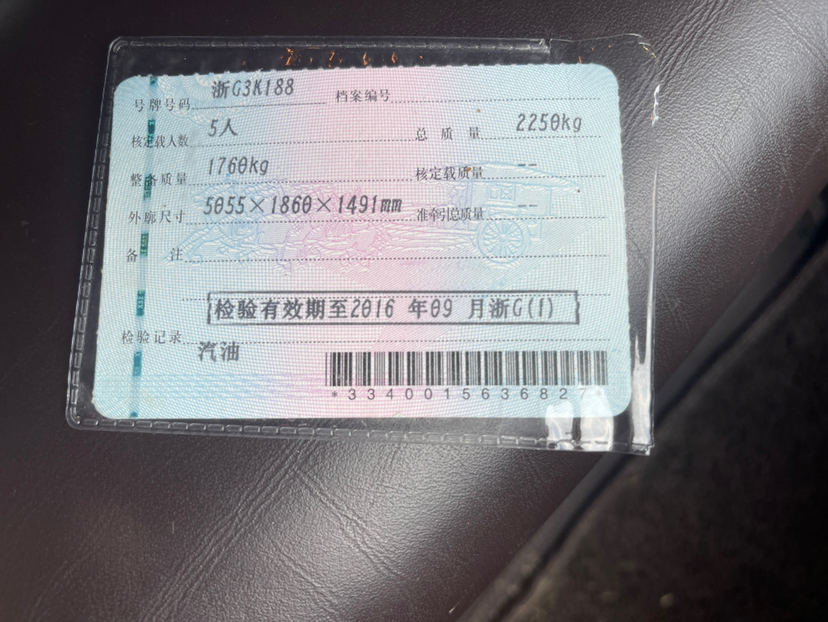 号牌号码 浙G3K188 档案编号
核定载人数 5人 总质量 2250kg
整备质量 1760kg 核定载质量 --
外廓尺寸 5055×1860×1491mm 准牵引总质量 --
备注
检验有效期至2016 年09 月浙G(1)
检验记录
汽油
*334001563682